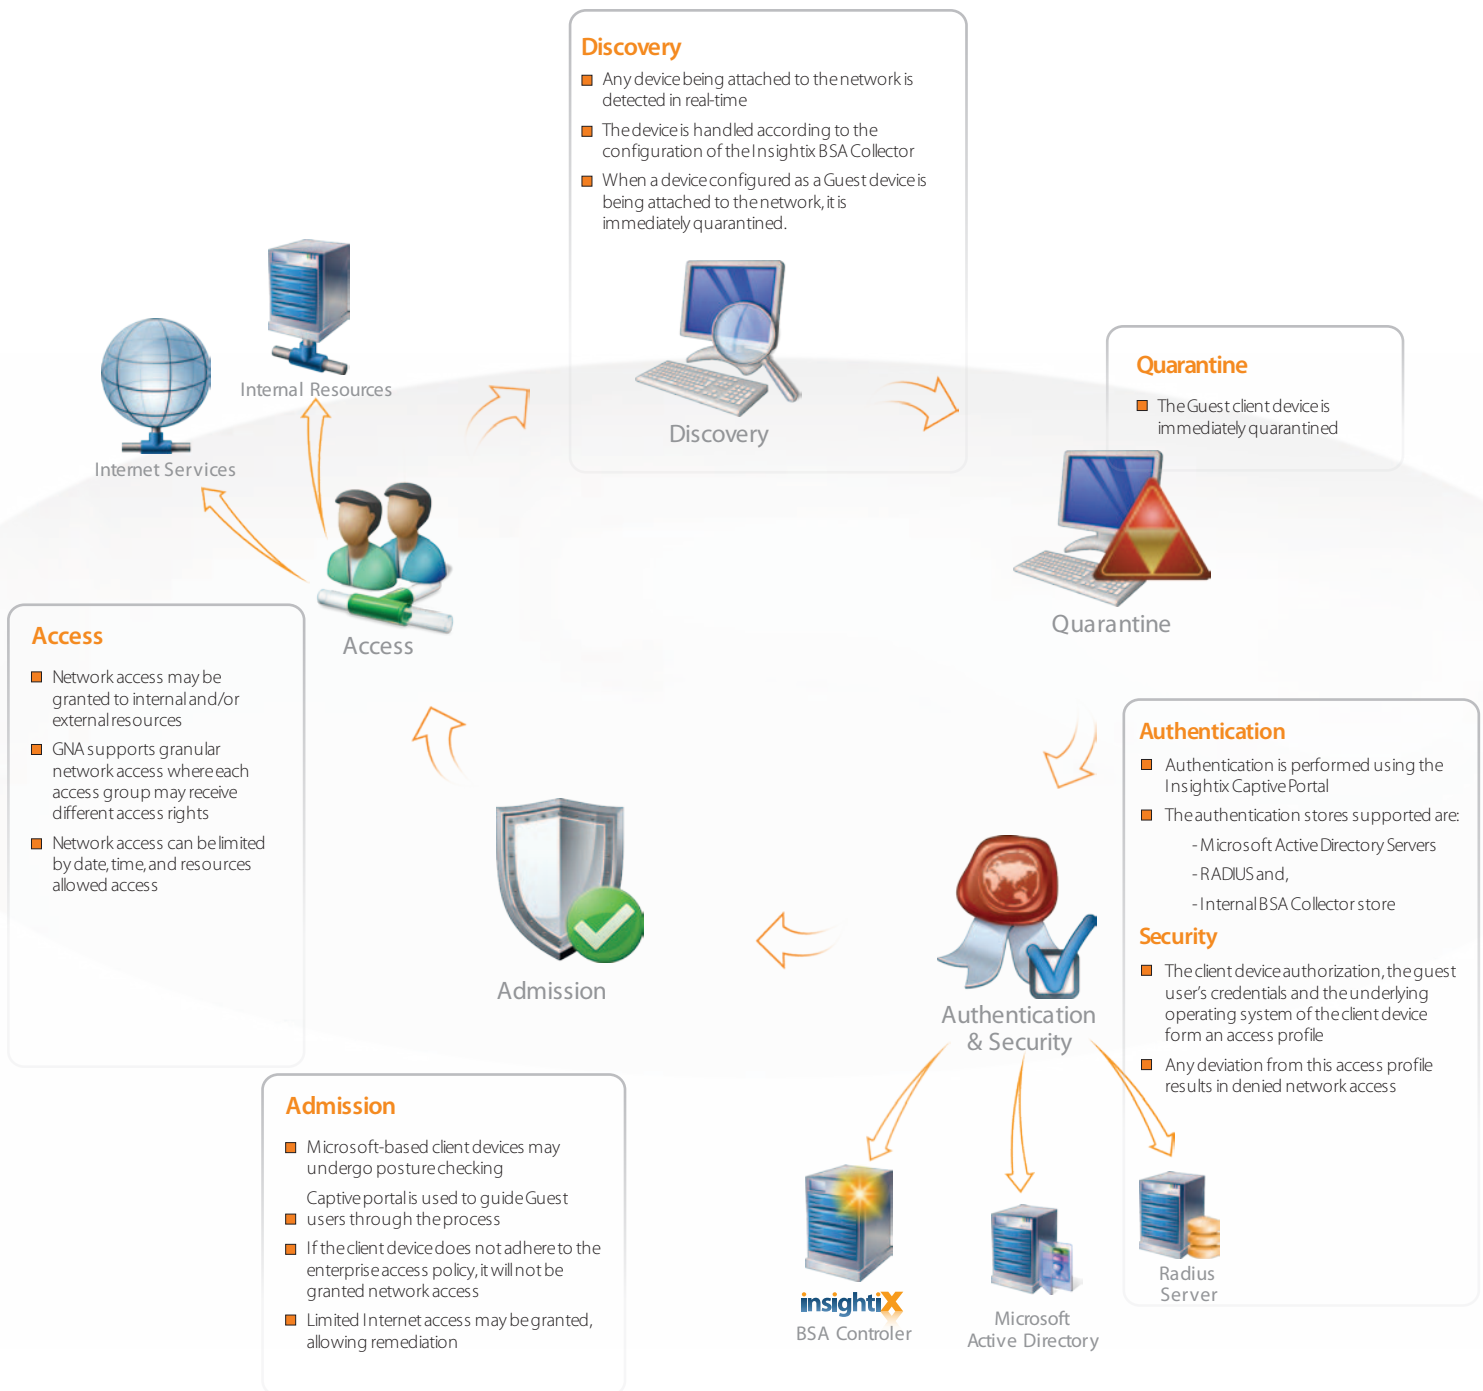 Discovery
Any device being attached to the network is
detected in real-time
The device is handled according to the
configuration of the Insightix BSA Collector
When a device configured as a Guest device is
being attached to the network, it is
immediately quarantined.
Discovery
Internal Resources
Internet Services
Quarantine
The Guest client device is
immediately quarantined
Quarantine
Access
Access
Network access may be
granted to internal and/or
external resources
GNA supports granular
network access where each
access group may receive
different access rights
Network access can be limited
by date, time, and resources
allowed access
Authentication
Authentication is performed using the
Insightix Captive Portal
The authentication stores supported are:
- Microsoft Active Directory Servers
- RADIUS and,
- Internal BSA Collector store
Security
The client device authorization, the guest
user's credentials and the underlying
operating system of the client device
form an access profile
Any deviation from this access profile
results in denied network access
Authentication
& Security
Admission
Admission
Microsoft-based client devices may
undergo posture checking
Captive portal is used to guide Guest
users through the process
If the client device does not adhere to the
enterprise access policy, it will not be
granted network access
Limited Internet access may be granted,
allowing remediation
insightiX
BSA Controler
Microsoft
Active Directory
Radius
Server